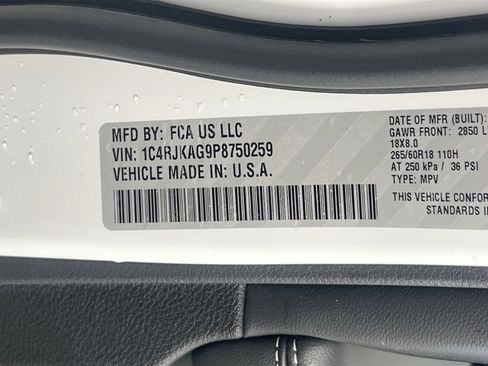 MFD BY: FCA US LLC
VIN: 1C4RJKAG9P8750259
VEHICLE MADE IN: U.S.A.
DATE OF MFR (BUILT):
GAWR FRONT: 2850 L
18X8.0
265/60R18 110H
AT 250 kPa / 36 PSI
TYPE: MPV
THIS VEHICLE CONFOR
STANDARDS I